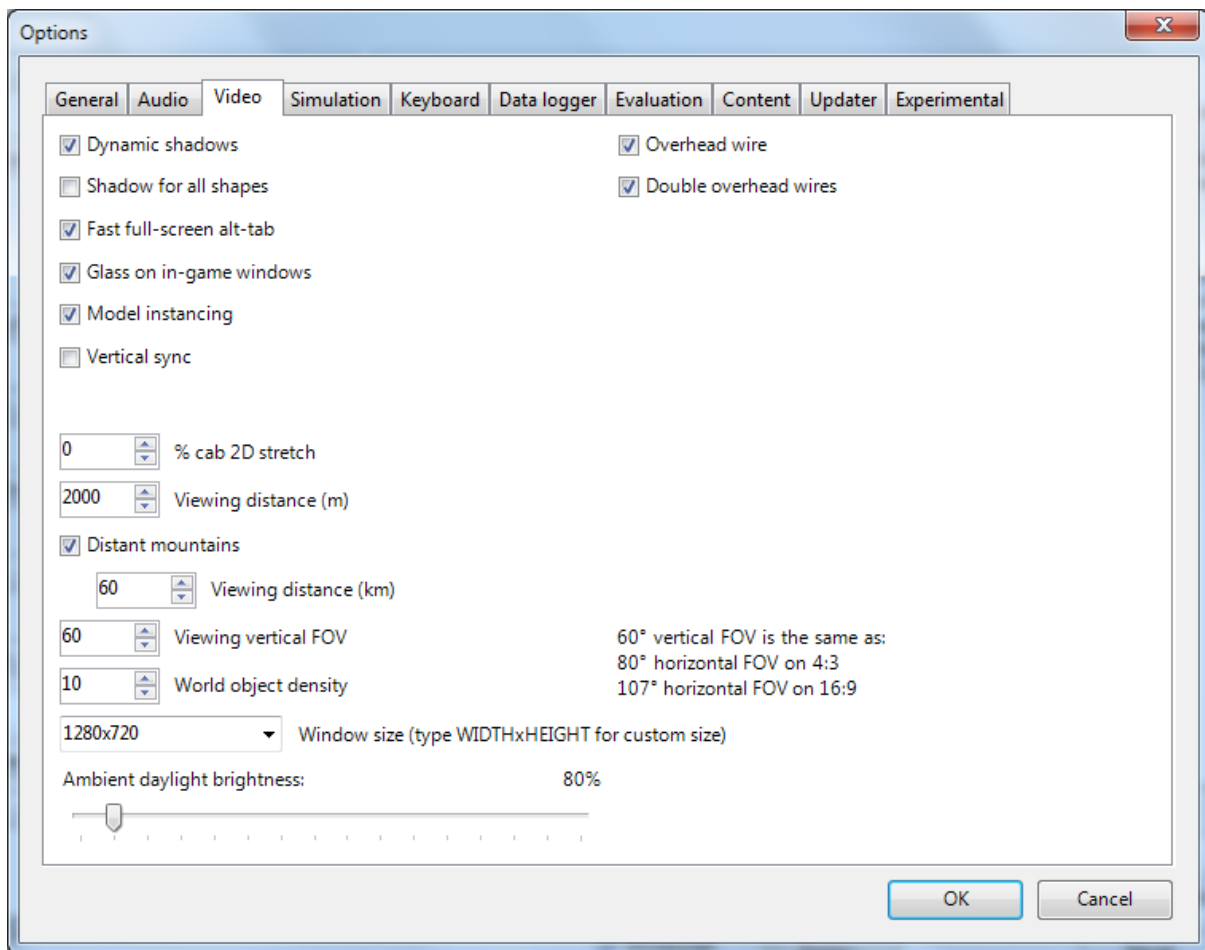 Options
General Audio Video Simulation Keyboard Data logger Evaluation Content Updater Experimental
Dynamic shadows Overhead wire
Shadow for all shapes Double overhead wires
Fast full-screen alt-tab
Glass on in-game windows
Model instancing
Vertical sync
0 % cab 2D stretch
2000 Viewing distance (m)
Distant mountains
60 Viewing distance (km)
60 Viewing vertical FOV 60° vertical FOV is the same as:
80° horizontal FOV on 4:3
10 World object density 107° horizontal FOV on 16:9
1280x720 Window size (type WIDTHxHEIGHT for custom size)
Ambient daylight brightness: 80%
OK Cancel